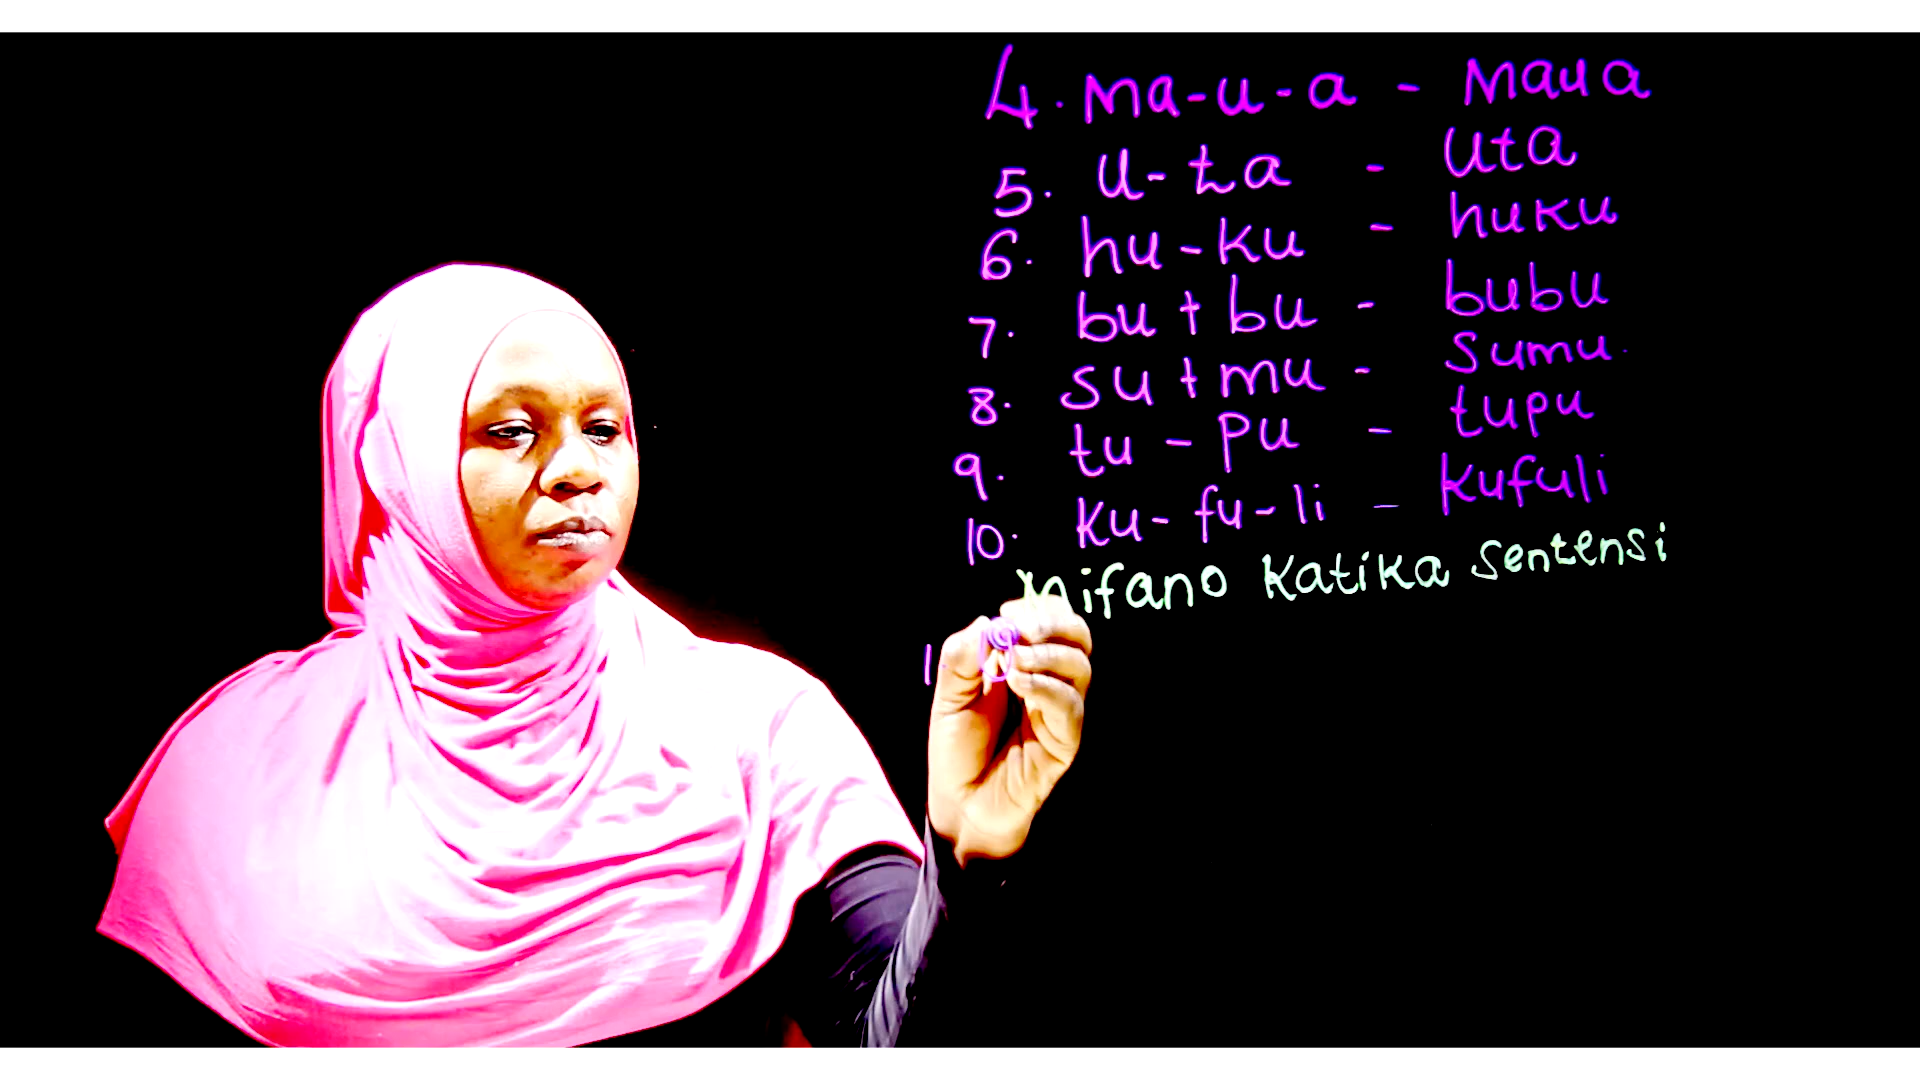 4. Ma-u-a - Maua
5. U-ta - Uta
6. hu-ku - huku
7. bu + bu - bubu
8. su + mu - sumu.
9. tu - pu - tupu
10. Ku-fu-li - Kufuli
Mifano Katika Sentensi
1.